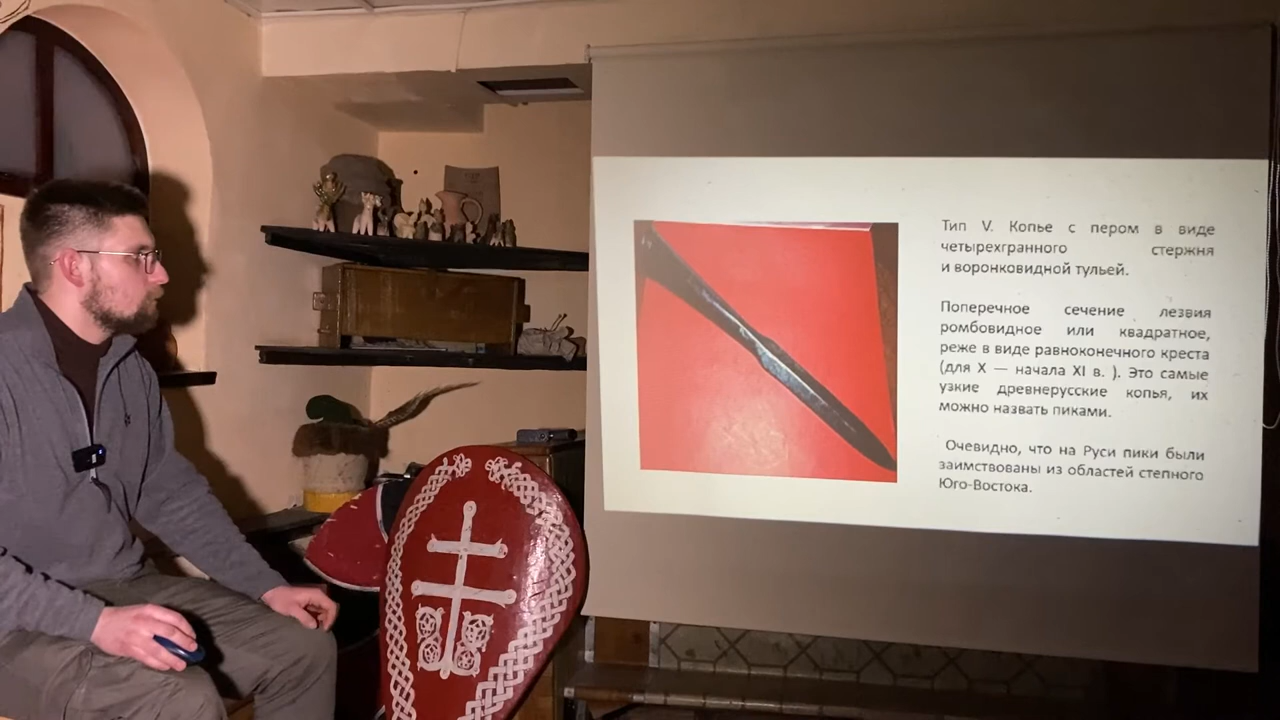 Тип V. Копье с пером в виде
четырехгранного стержня
и воронковидной тульей.
Поперечное сечение лезвия
ромбовидное или квадратное,
реже в виде равноконечного креста
(для X — начала XI в. ). Это самые
узкие древнерусские копья, их
можно назвать пиками.
Очевидно, что на Руси пики были
заимствованы из областей степного
Юго-Востока.